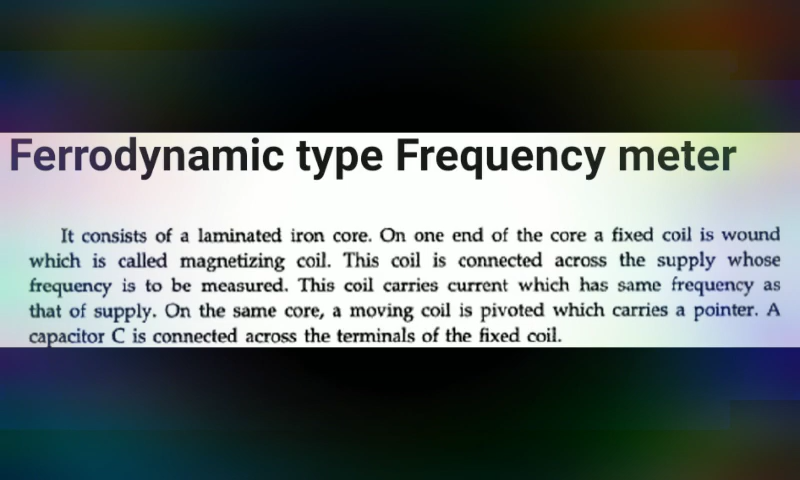 Ferrodynamic type Frequency meter
It consists of a laminated iron core. On one end of the core a fixed coil is wound
which is called magnetizing coil. This coil is connected across the supply whose
frequency is to be measured. This coil carries current which has same frequency as
that of supply. On the same core, a moving coil is pivoted which carries a pointer. A
capacitor C is connected across the terminals of the fixed coil.